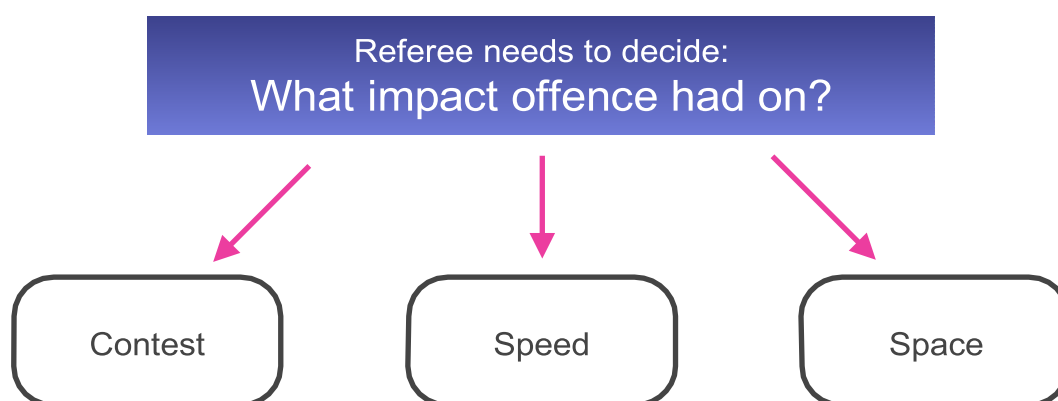 Referee needs to decide:
What impact offence had on?
Contest
Speed
Space